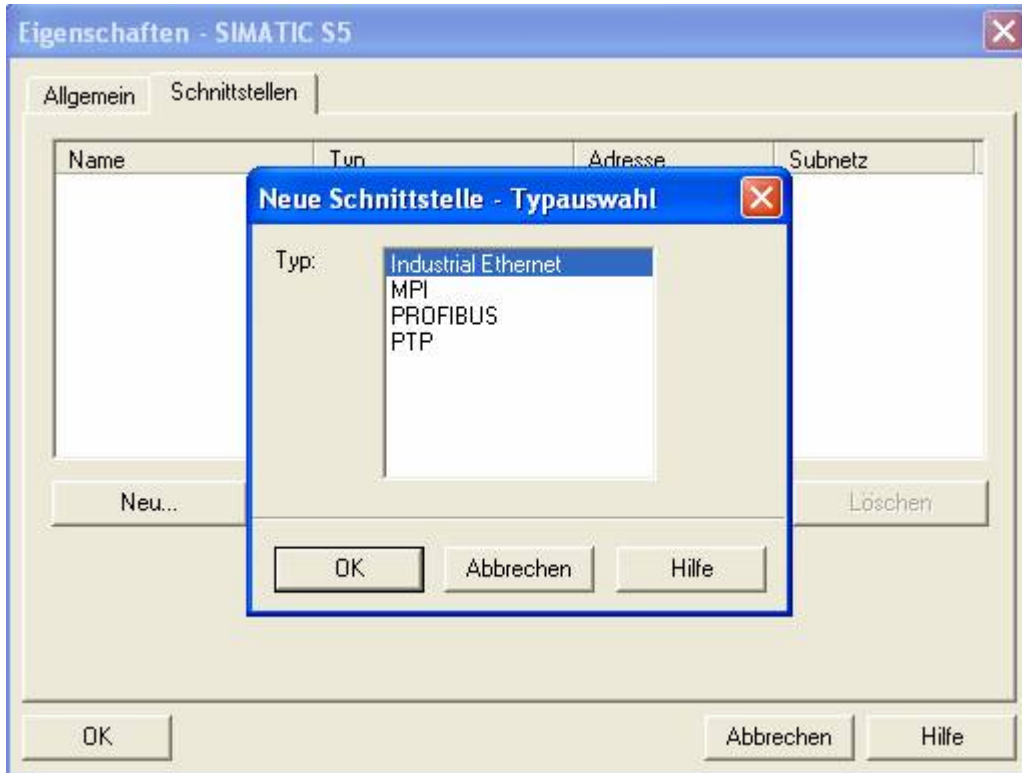 Eigenschaften - SIMATIC S5
Allgemein Schnittstellen
Name Typ Adresse Subnetz
Neue Schnittstelle - Typauswahl
Typ:
Industrial Ethernet
MPI
PROFIBUS
PTP
Neu... Löschen
OK Abbrechen Hilfe
OK Abbrechen Hilfe